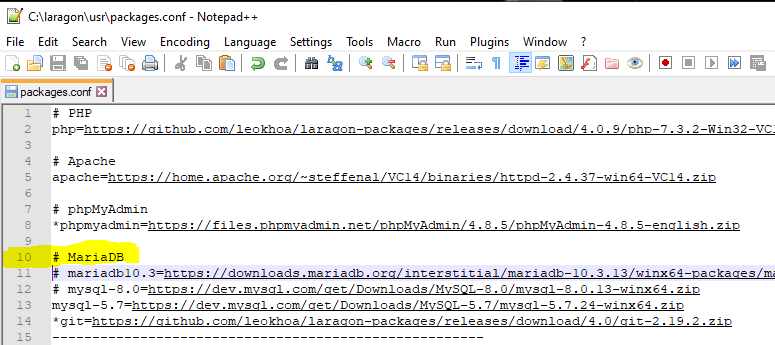 C:\laragon\usr\packages.conf - Notepad++
File Edit Search View Encoding Language Settings Tools Macro Run Plugins Window ?
packages.conf
1 # PHP
2 php=https://github.com/leokhoa/laragon-packages/releases/download/4.0.9/php-7.3.2-Win32-VC1
3
4 # Apache
5 apache=https://home.apache.org/~steffenal/VC14/binaries/httpd-2.4.37-win64-VC14.zip
6
7 # phpMyAdmin
8 *phpmyadmin=https://files.phpmyadmin.net/phpMyAdmin/4.8.5/phpMyAdmin-4.8.5-english.zip
9
10 # MariaDB
11 # mariadb10.3=https://downloads.mariadb.org/interstitial/mariadb-10.3.13/winx64-packages/ma
12 # mysql-8.0=https://dev.mysql.com/get/Downloads/MySQL-8.0/mysql-8.0.13-winx64.zip
13 mysql-5.7=https://dev.mysql.com/get/Downloads/MySQL-5.7/mysql-5.7.24-winx64.zip
14 *git=https://github.com/leokhoa/laragon-packages/releases/download/4.0/git-2.19.2.zip
15 ------------------------------------------------------